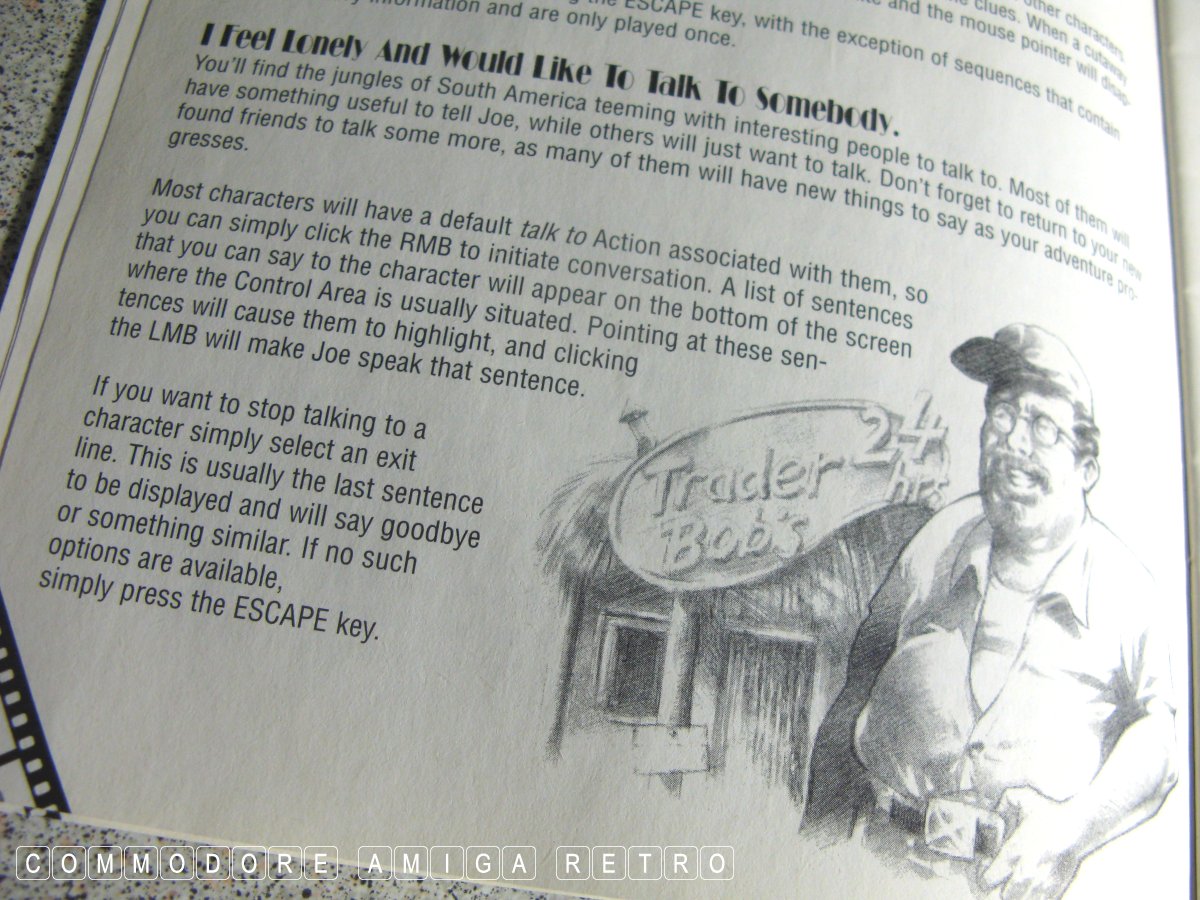 other characters
clues. When a cutaway
and the mouse pointer will disap-
the ESCAPE key, with the exception of sequences that contain
information and are only played once.
I Feel Lonely And Would Like To Talk To Somebody.
You'll find the jungles of South America teeming with interesting people to talk to. Most of them will
have something useful to tell Joe, while others will just want to talk. Don't forget to return to your new
found friends to talk some more, as many of them will have new things to say as your adventure pro-
gresses.
Most characters will have a default talk to Action associated with them, so
you can simply click the RMB to initiate conversation. A list of sentences
that you can say to the character will appear on the bottom of the screen
where the Control Area is usually situated. Pointing at these sen-
tences will cause them to highlight, and clicking
the LMB will make Joe speak that sentence.
If you want to stop talking to a
character simply select an exit
line. This is usually the last sentence
to be displayed and will say goodbye
or something similar. If no such
options are available,
simply press the ESCAPE key.
Trader
Bob's
24
hrs
COMMODORE AMIGA RETRO